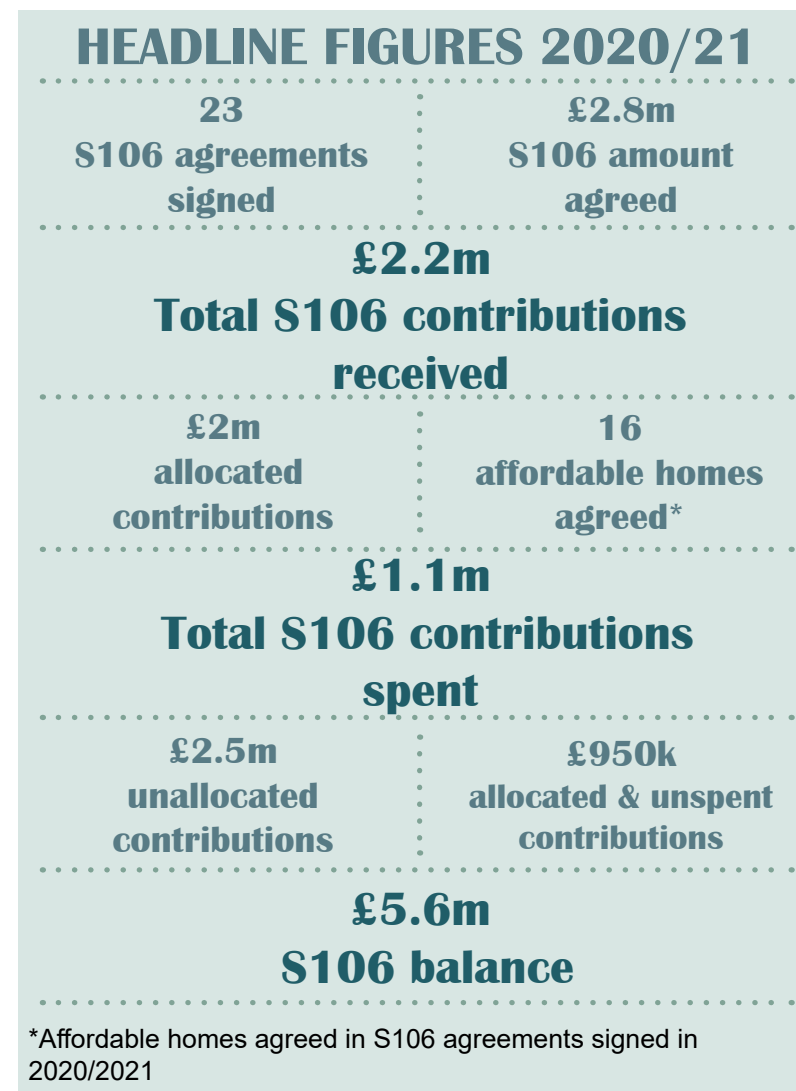 HEADLINE FIGURES 2020/21
23
S106 agreements
signed
£2.8m
S106 amount
agreed
£2.2m
Total S106 contributions
received
£2m
allocated
contributions
16
affordable homes
agreed*
£1.1m
Total S106 contributions
spent
£2.5m
unallocated
contributions
£950k
allocated & unspent
contributions
£5.6m
S106 balance
*Affordable homes agreed in S106 agreements signed in
2020/2021